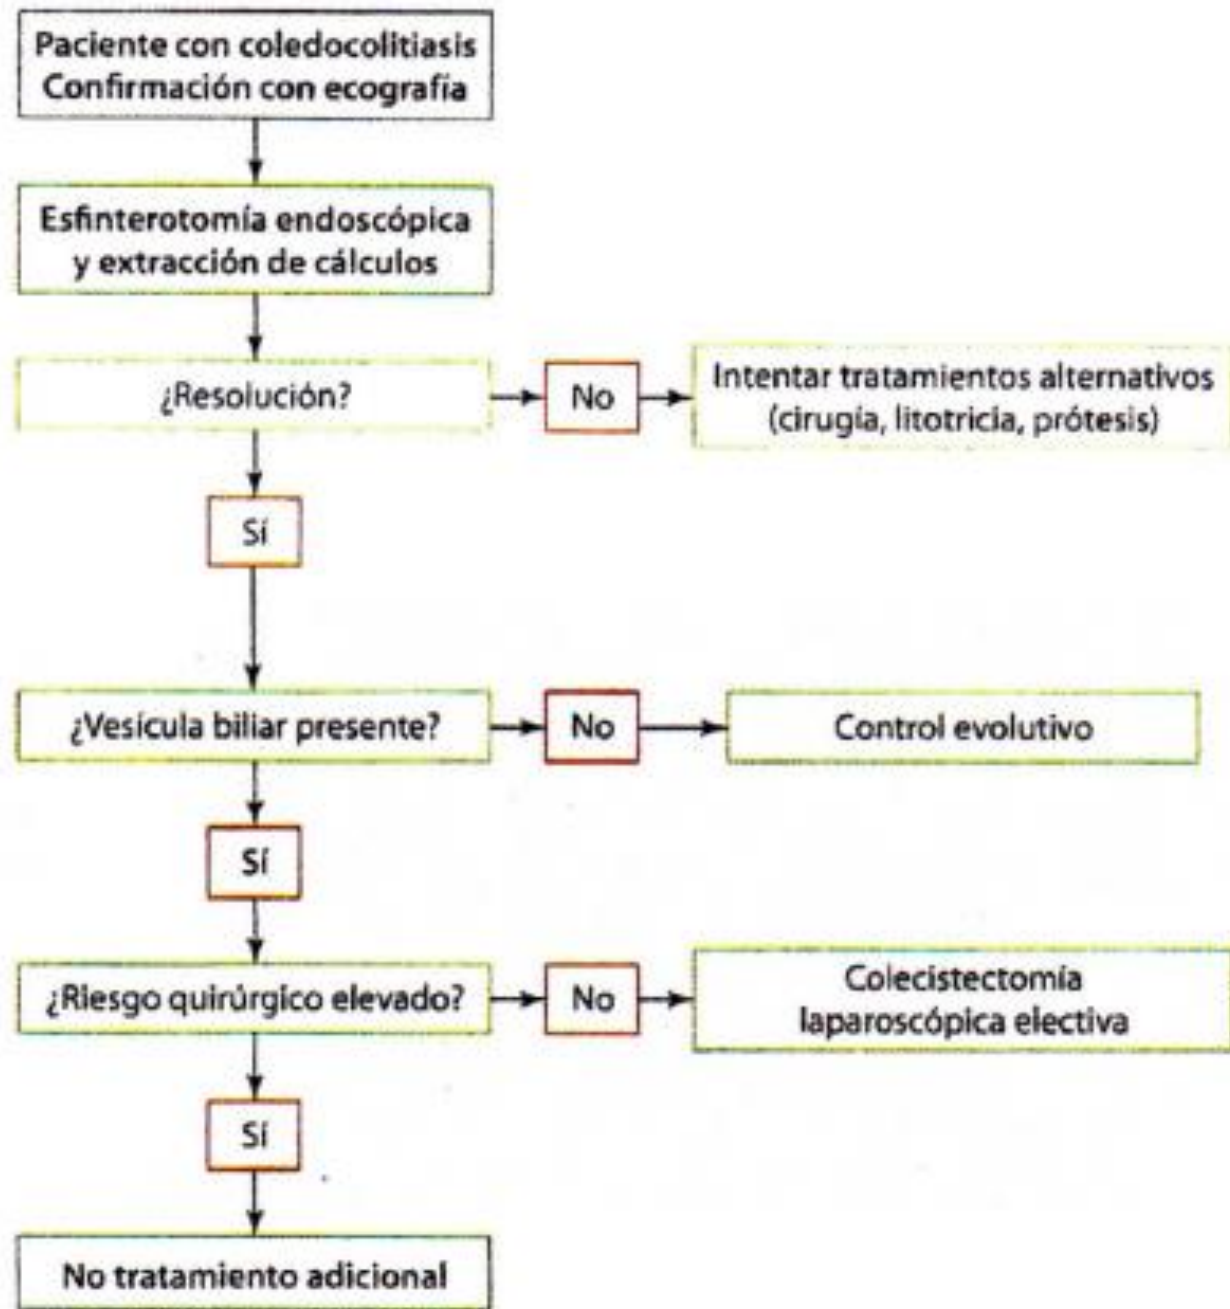 Paciente con coledocolitiasis
Confirmación con ecografía
Esfinterotomía endoscópica
y extracción de cálculos
¿Resolución?
No
Intentar tratamientos alternativos
(cirugía, litotricia, prótesis)
Sí
¿Vesícula biliar presente?
No
Control evolutivo
Sí
¿Riesgo quirúrgico elevado?
No
Colecistectomía
laparoscópica electiva
Sí
No tratamiento adicional